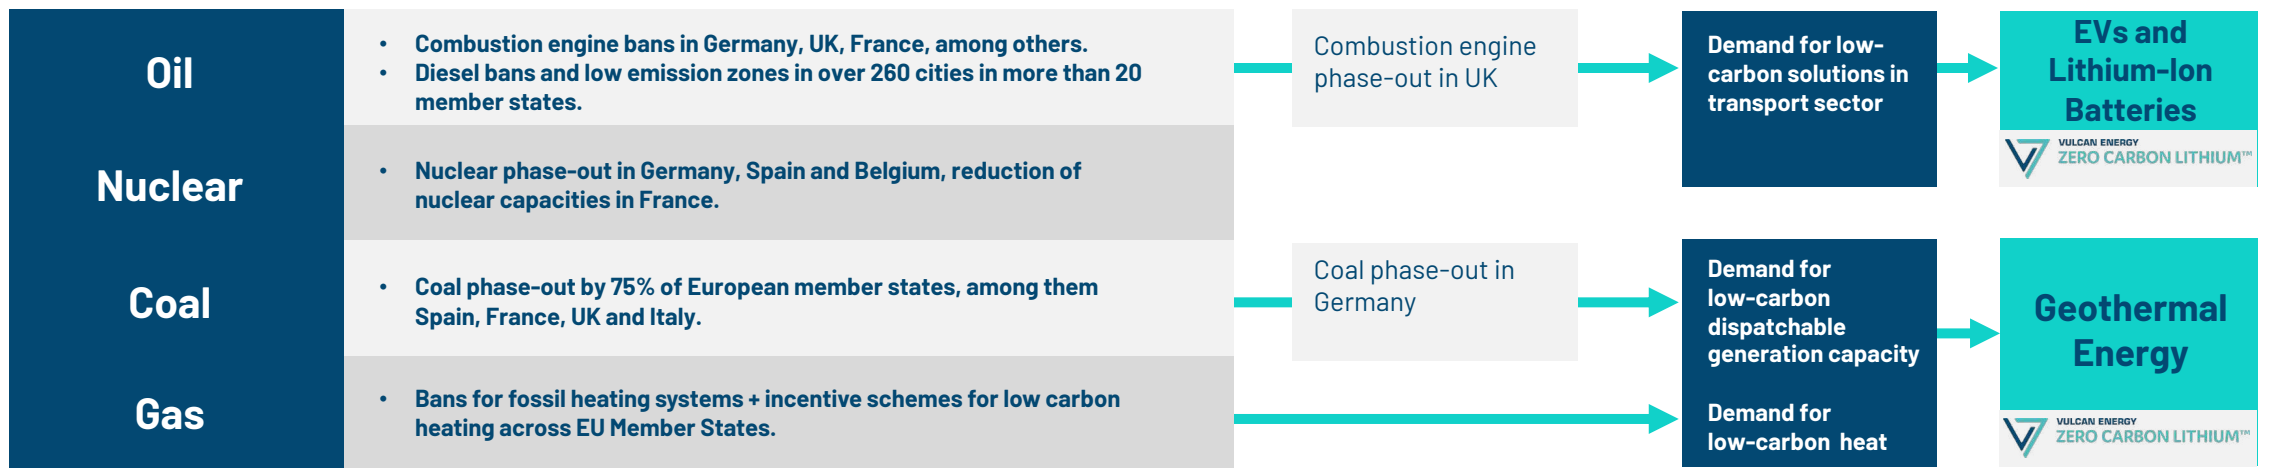 Oil
• Combustion engine bans in Germany, UK, France, among others.
• Diesel bans and low emission zones in over 260 cities in more than 20
member states.
Combustion engine
phase-out in UK
Demand for low-
carbon solutions in
transport sector
EVs and
Lithium-Ion
Batteries
VULCAN ENERGY
ZERO CARBON LITHIUM™
Nuclear
• Nuclear phase-out in Germany, Spain and Belgium, reduction of
nuclear capacities in France.
Coal
• Coal phase-out by 75% of European member states, among them
Spain, France, UK and Italy.
Coal phase-out in
Germany
Demand for
low-carbon
dispatchable
generation capacity
Geothermal
Energy
Gas
• Bans for fossil heating systems + incentive schemes for low carbon
heating across EU Member States.
Demand for
low-carbon heat
VULCAN ENERGY
ZERO CARBON LITHIUM™